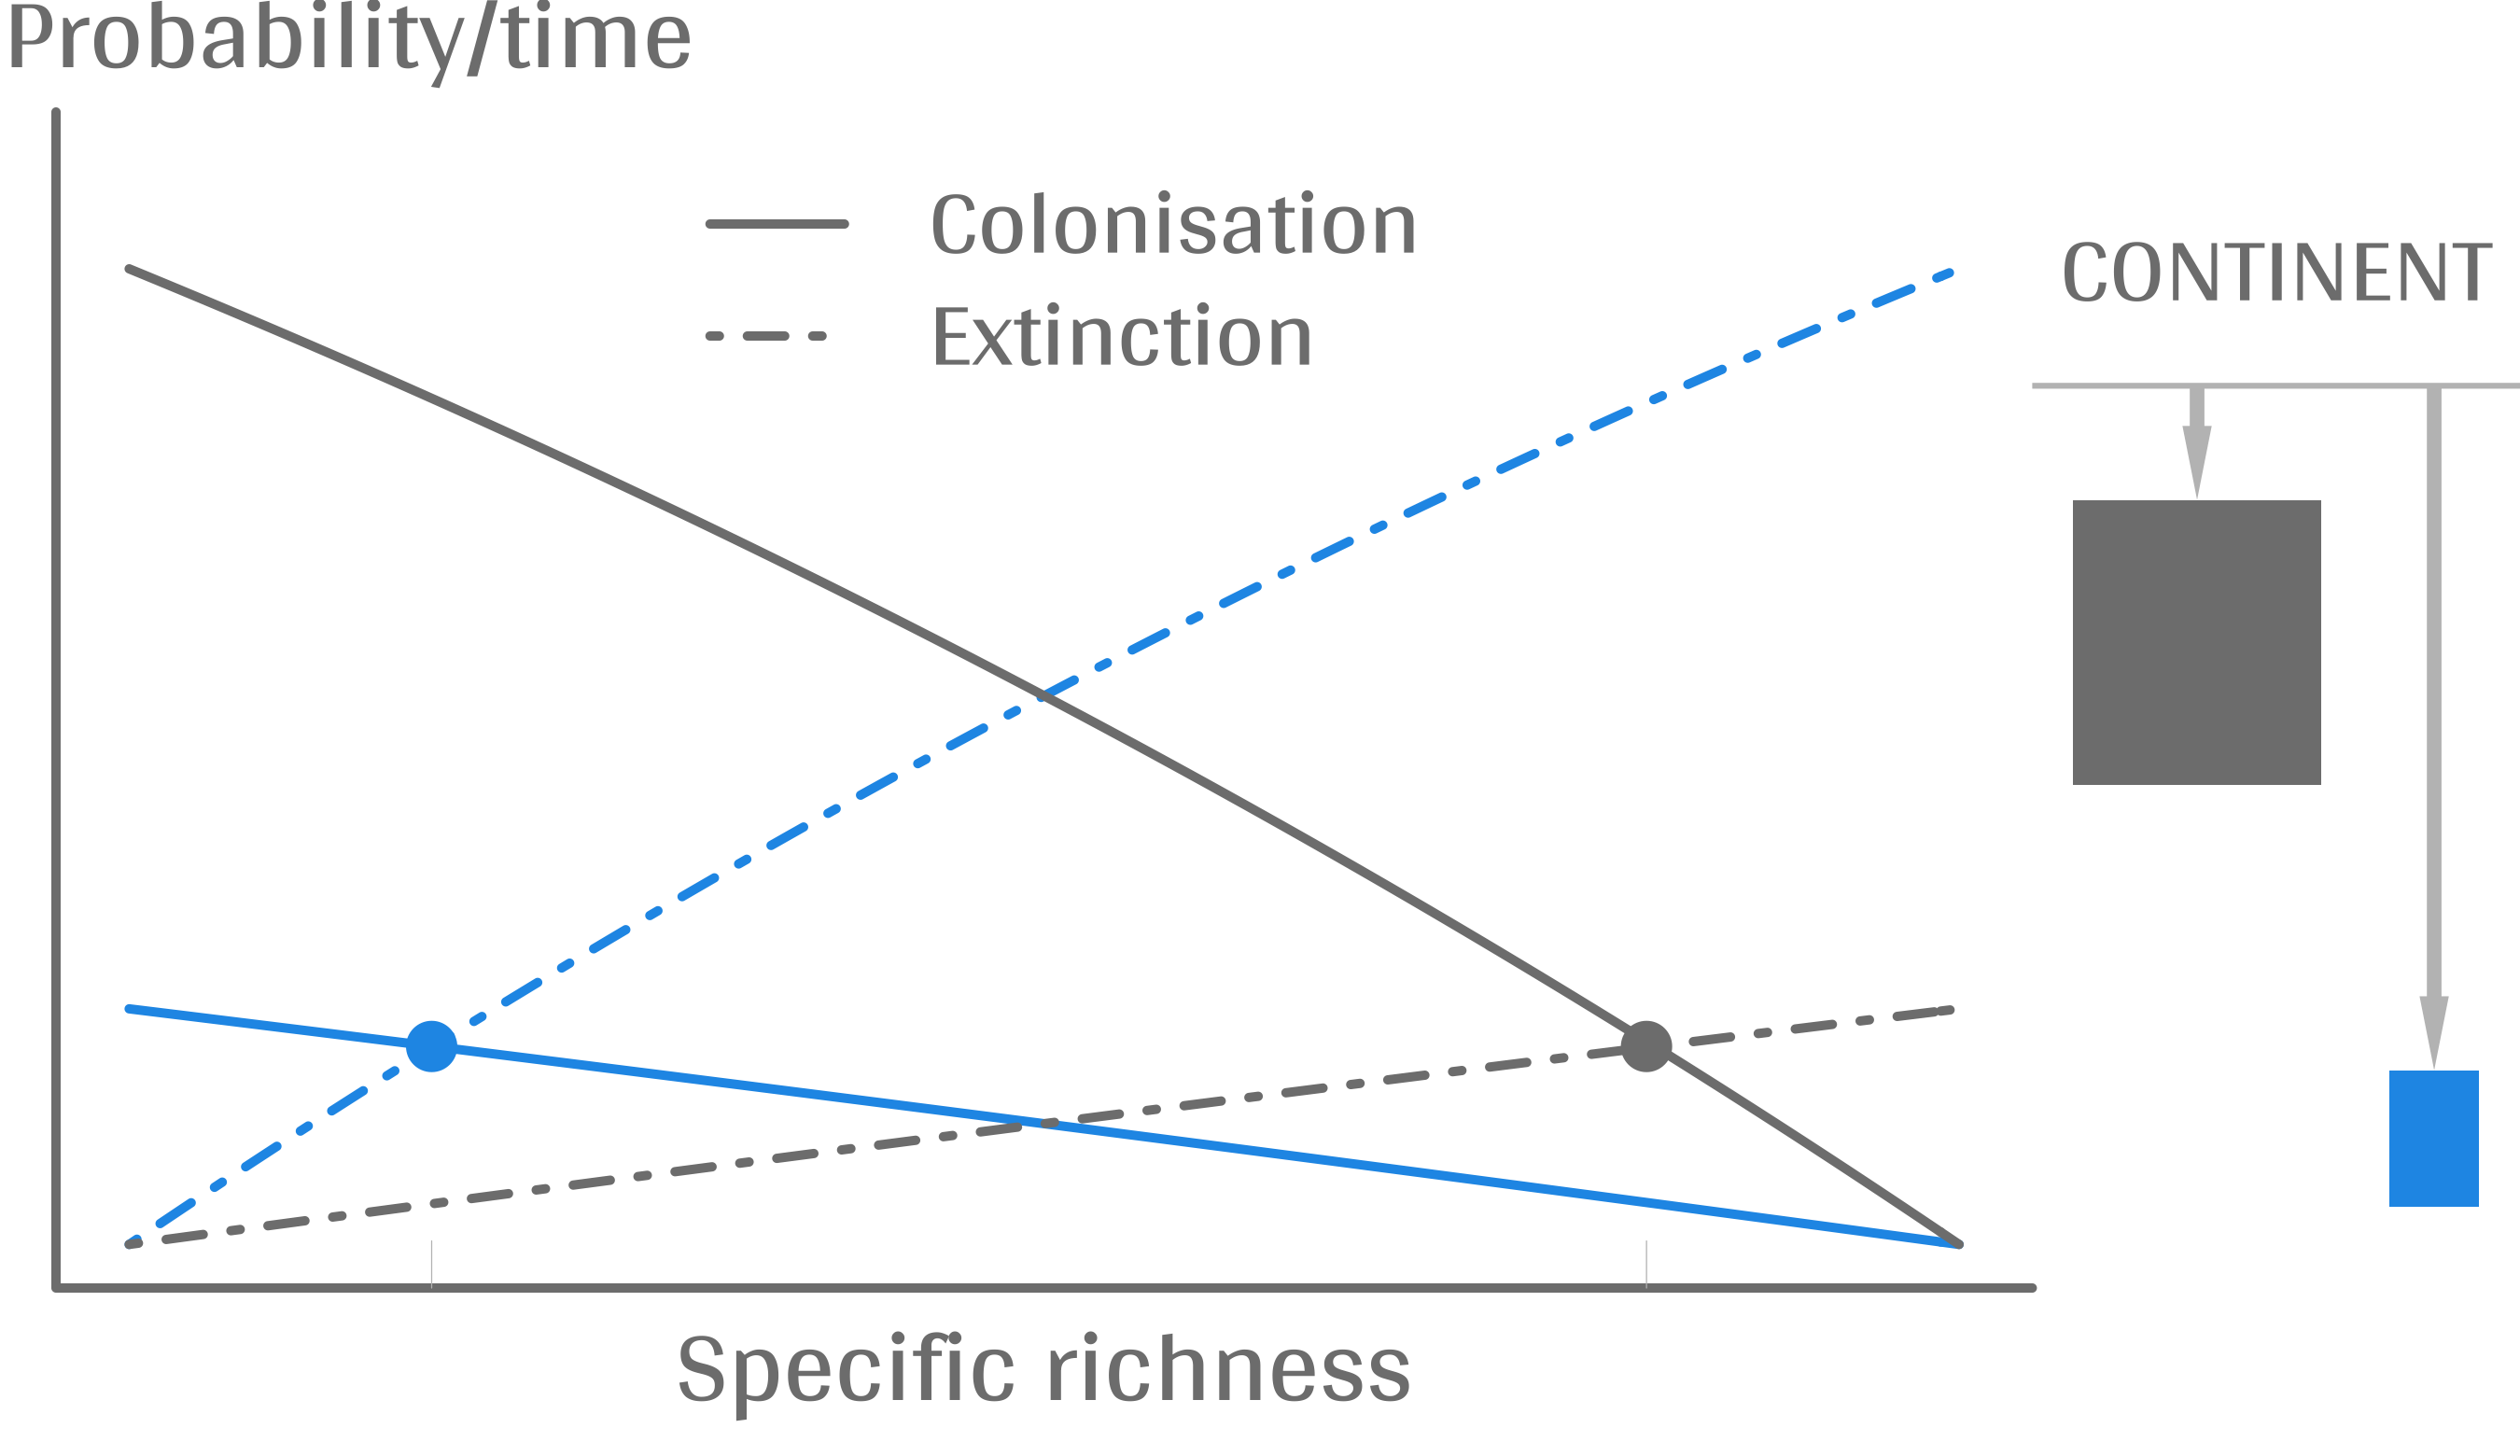 Probability/time
Colonisation
Extinction
CONTINENT
Specific richness